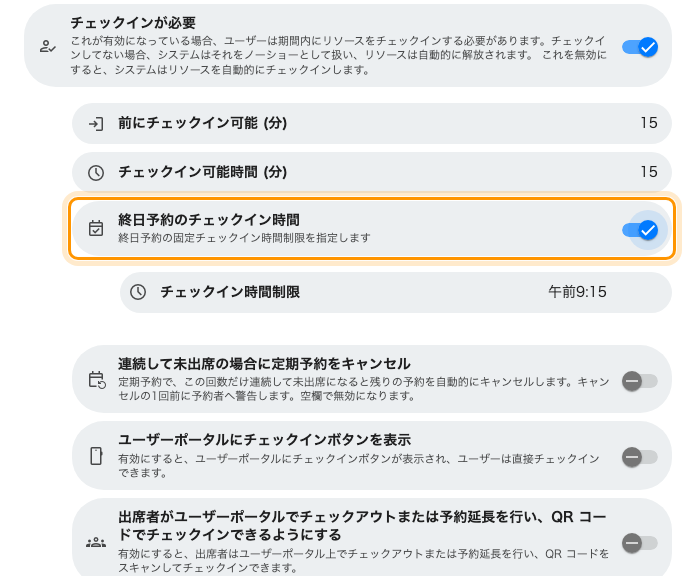 チェックインが必要
これが有効になっている場合、ユーザーは期間内にリソースをチェックインする必要があります。チェックイ
ンしてない場合、システムはそれをノーショーとして扱い、リソースは自動的に解放されます。 これを無効に
すると、システムはリソースを自動的にチェックインします。
前にチェックイン可能 (分) 15
チェックイン可能時間 (分) 15
終日予約のチェックイン時間
終日予約の固定チェックイン時間制限を指定します
チェックイン時間制限 午前9:15
連続して未出席の場合に定期予約をキャンセル
定期予約で、この回数だけ連続して未出席になると残りの予約を自動的にキャンセルします。キャン
セルの1回前に予約者へ警告します。空欄で無効になります。
ユーザーポータルにチェックインボタンを表示
有効にすると、ユーザーポータルにチェックインボタンが表示され、ユーザーは直接チェックイン
できます。
出席者がユーザーポータルでチェックアウトまたは予約延長を行い、QR コー
ドでチェックインできるようにする
有効にすると、出席者はユーザーポータル上でチェックアウトまたは予約延長を行い、QR コードを
スキャンしてチェックインできます。